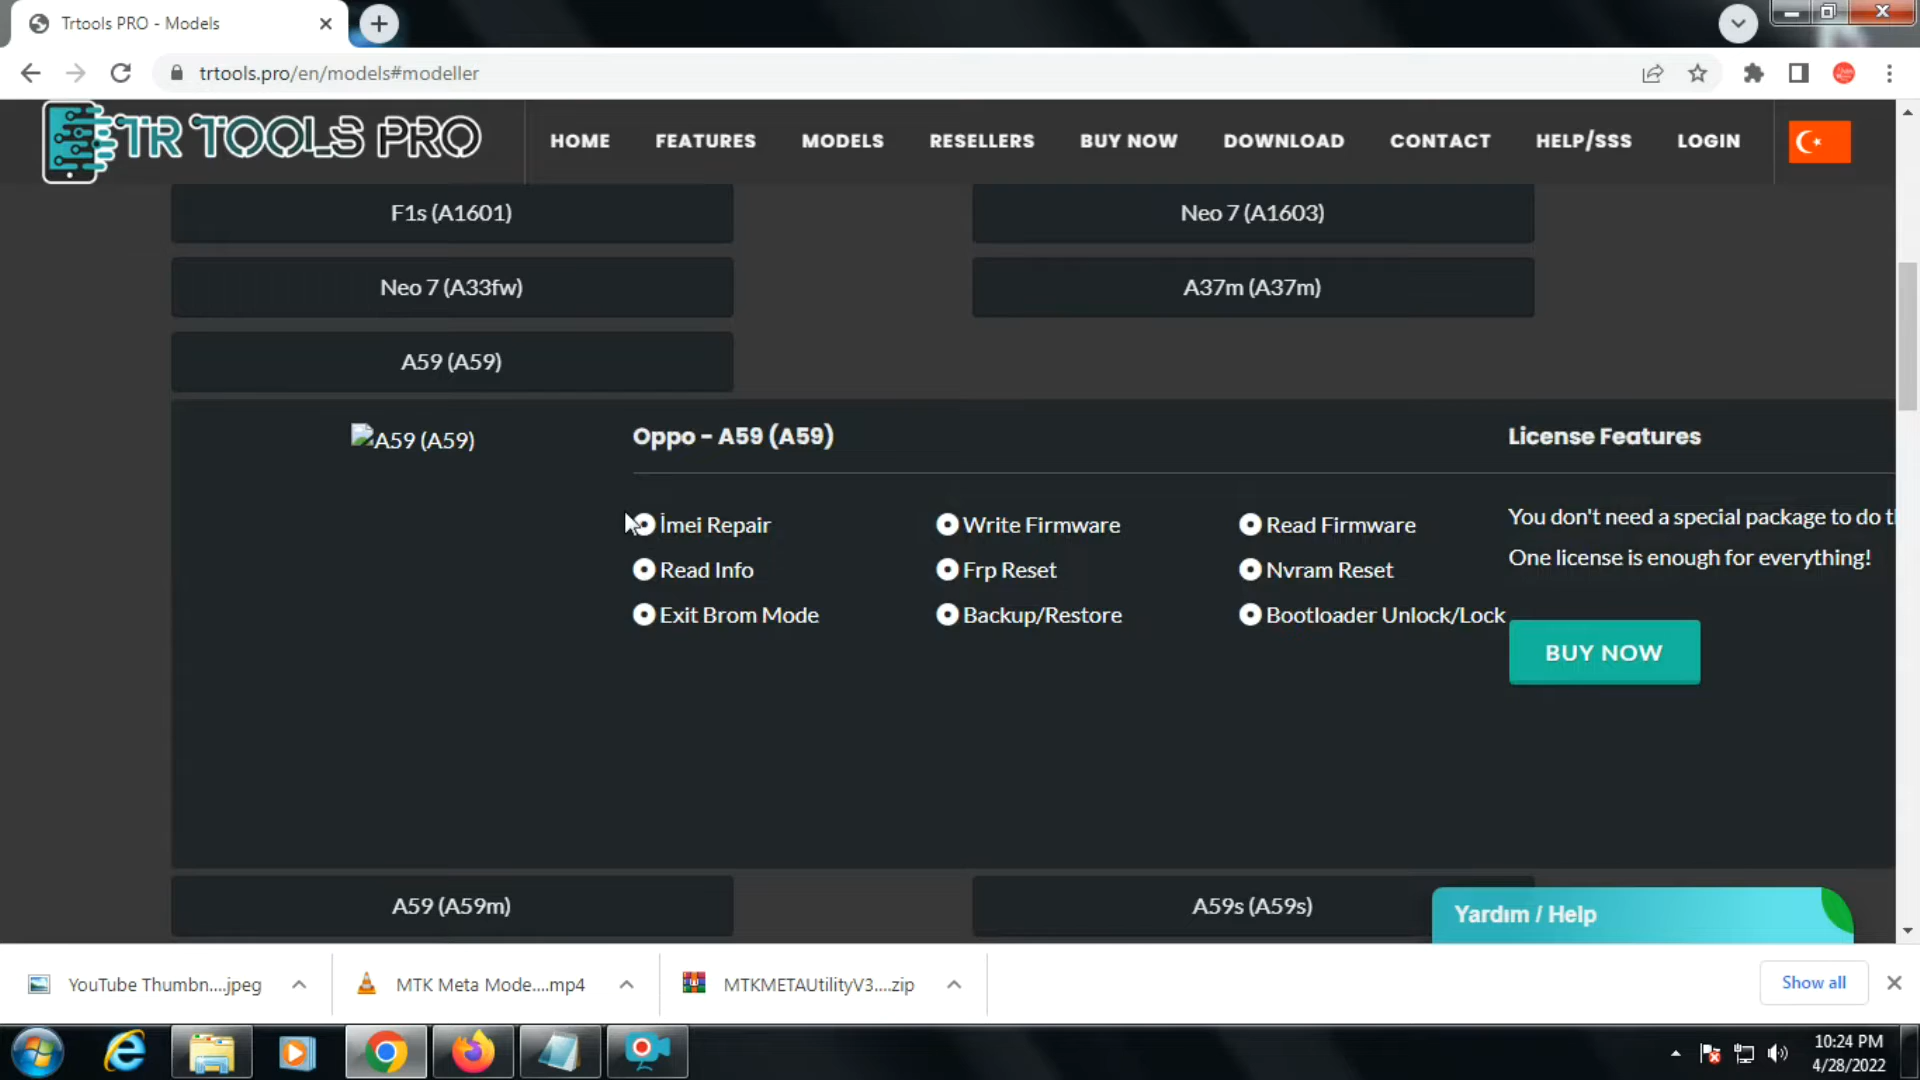 Trtools PRO - Models
trtools.pro/en/models#modeller
TR TOOLS PRO
HOME
FEATURES
MODELS
RESELLERS
BUY NOW
DOWNLOAD
CONTACT
HELP/SSS
LOGIN
F1s (A1601)
Neo 7 (A1603)
Neo 7 (A33fw)
A37m (A37m)
A59 (A59)
A59 (A59)
Oppo - A59 (A59)
License Features
İmei Repair
Write Firmware
Read Firmware
Read Info
Frp Reset
Nvram Reset
Exit Brom Mode
Backup/Restore
Bootloader Unlock/Lock
You don't need a special package to do
One license is enough for everything!
BUY NOW
A59 (A59m)
A59s (A59s)
Yardım / Help
YouTube Thumbn....jpeg
MTK Meta Mode....mp4
MTKMETAUtilityV3....zip
Show all
10:24 PM
4/28/2022